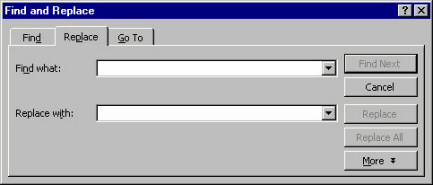 Find and Replace
Find Replace Go To
Find what: Find Next
Cancel
Replace with: Replace
Replace All
More